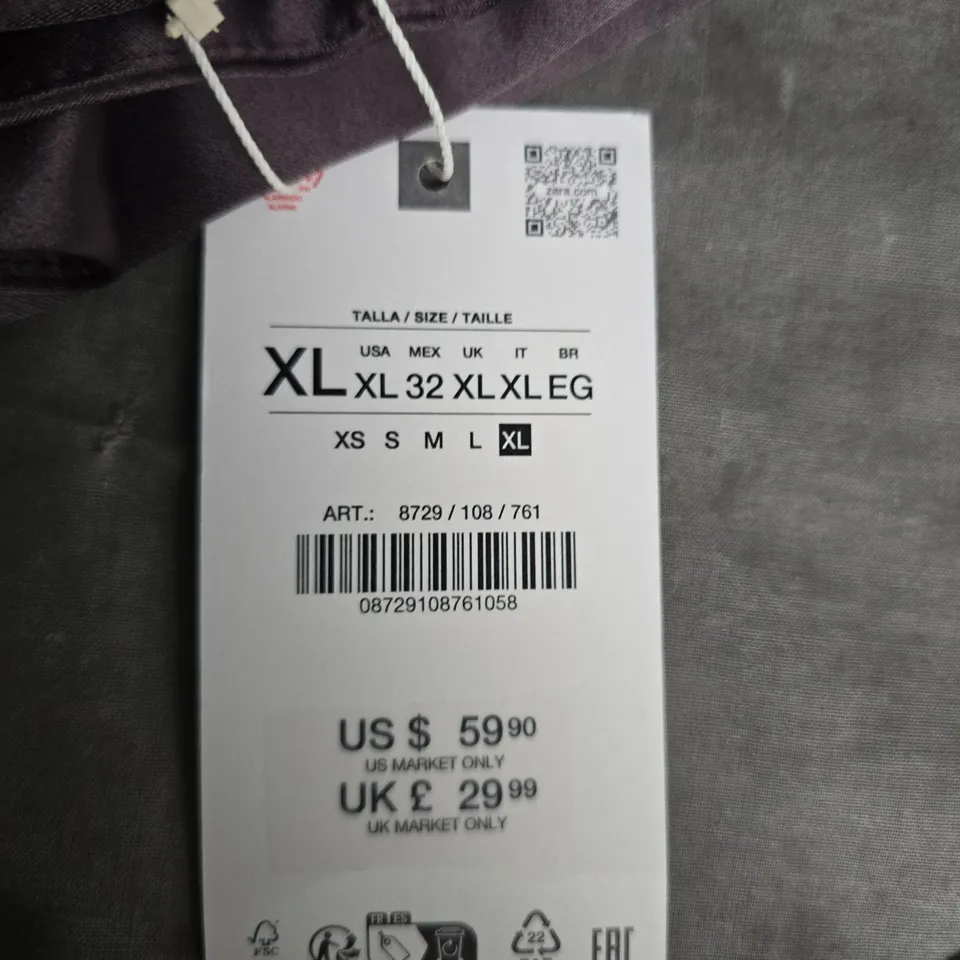 zara.com
TALLA / SIZE / TAILLE
XL
USA MEX UK IT BR
XL 32 XL XL EG
XS S M L XL
ART.: 8729 / 108 / 761
08729108761058
US $ 59 90
US MARKET ONLY
UK £ 29 99
UK MARKET ONLY
FR ES
FSC
22
PAP
EAC